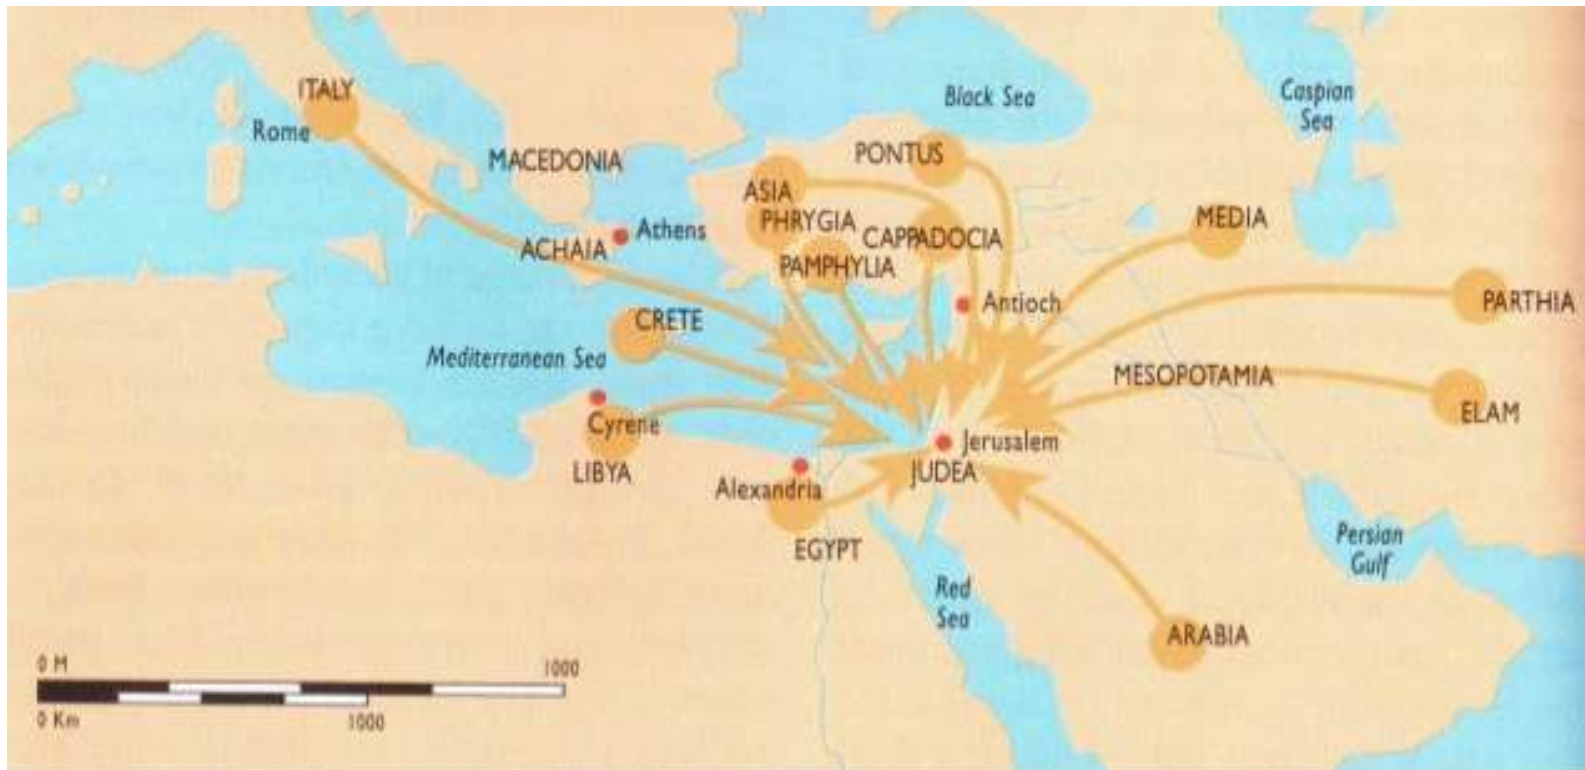 ITALY
Rome
MACEDONIA
ACHAIA
Athens
Black Sea
Caspian
Sea
PONTUS
ASIA
PHRYGIA
CAPPADOCIA
PAMPHYLIA
MEDIA
Antioch
PARTHIA
CRETE
Mediterranean Sea
MESOPOTAMIA
ELAM
Cyrene
LIBYA
Jerusalem
JUDEA
Alexandria
EGYPT
Persian
Gulf
Red
Sea
ARABIA
0 M 1000
0 Km 1000